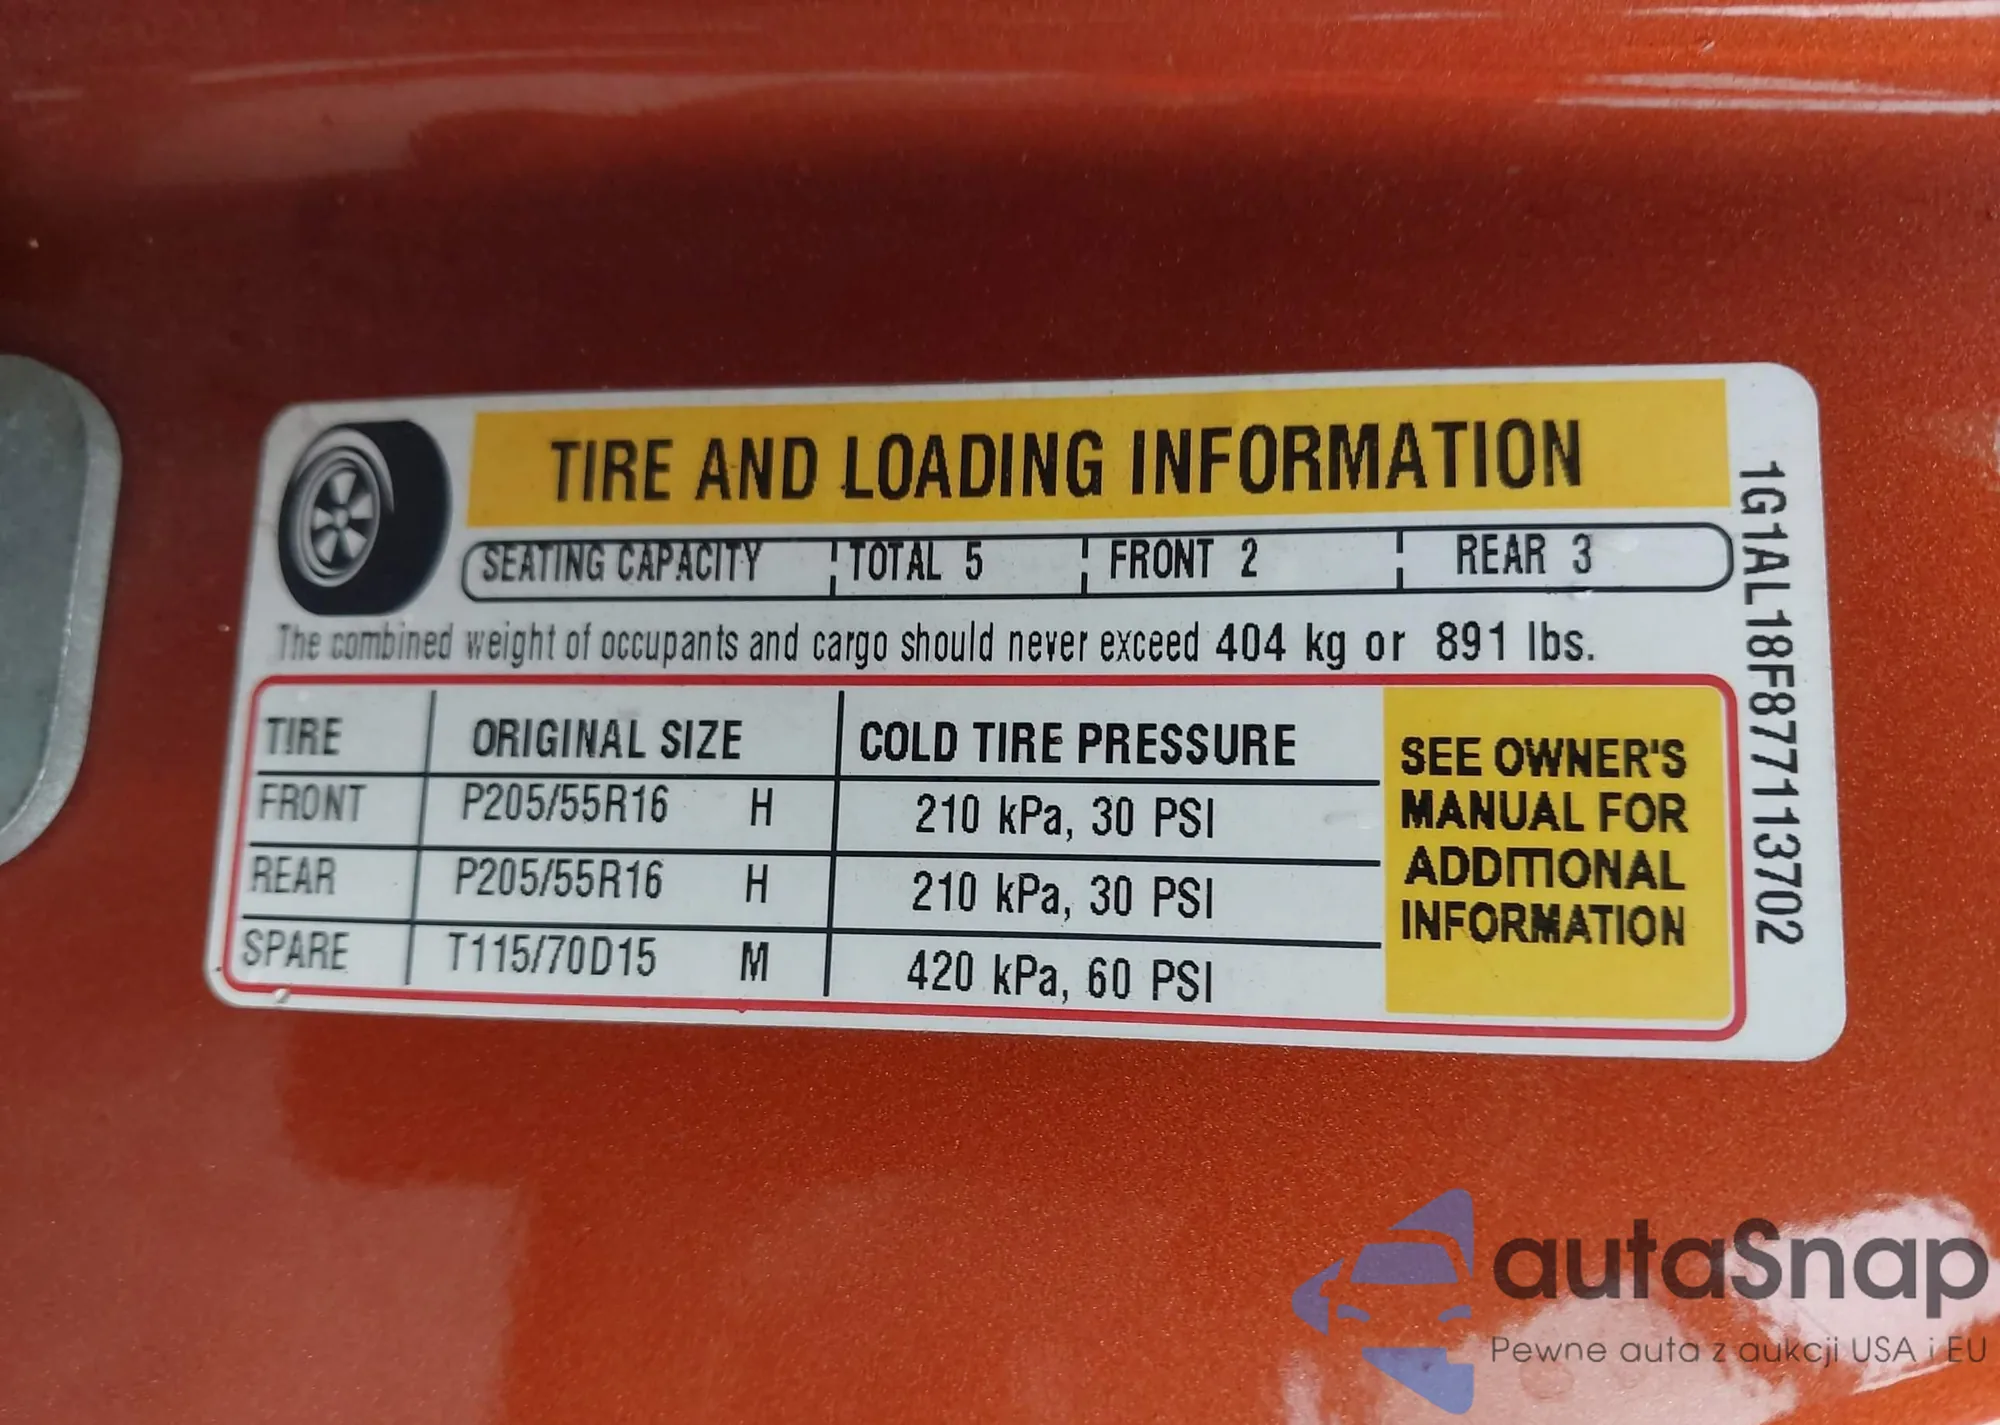 TIRE AND LOADING INFORMATION
SEATING CAPACITY TOTAL 5 FRONT 2 REAR 3
The combined weight of occupants and cargo should never exceed 404 kg or 891 lbs.
TIRE ORIGINAL SIZE COLD TIRE PRESSURE
FRONT P205/55R16 H 210 kPa, 30 PSI
REAR P205/55R16 H 210 kPa, 30 PSI
SPARE T115/70D15 M 420 kPa, 60 PSI
SEE OWNER'S
MANUAL FOR
ADDITIONAL
INFORMATION
1G1AL18F877113702
autaSnap
Pewne auta z aukcji USA i EU